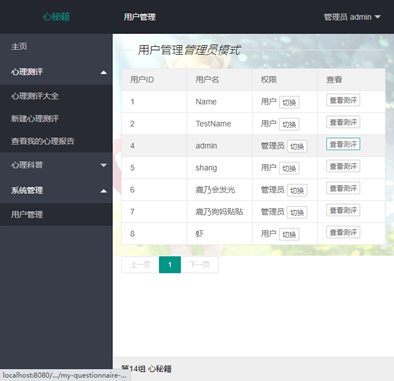 心秘籍 用户管理 管理员 admin
主页
心理测评
心理测评大全
新建心理测评
查看我的心理报告
心理科普
系统管理
用户管理
用户管理管理员模式
用户ID 用户名 权限 查看
1 Name 用户 切换 查看测评
2 TestName 用户 切换 查看测评
4 admin 管理员 切换 查看测评
5 shang 用户 切换 查看测评
6 鹿乃会发光 管理员 切换 查看测评
7 鹿乃狗妈贴贴 管理员 切换 查看测评
8 虾 用户 切换 查看测评
上一页 1 下一页
第14组 心秘籍
localhost:8080/.../my-questionnaire-...